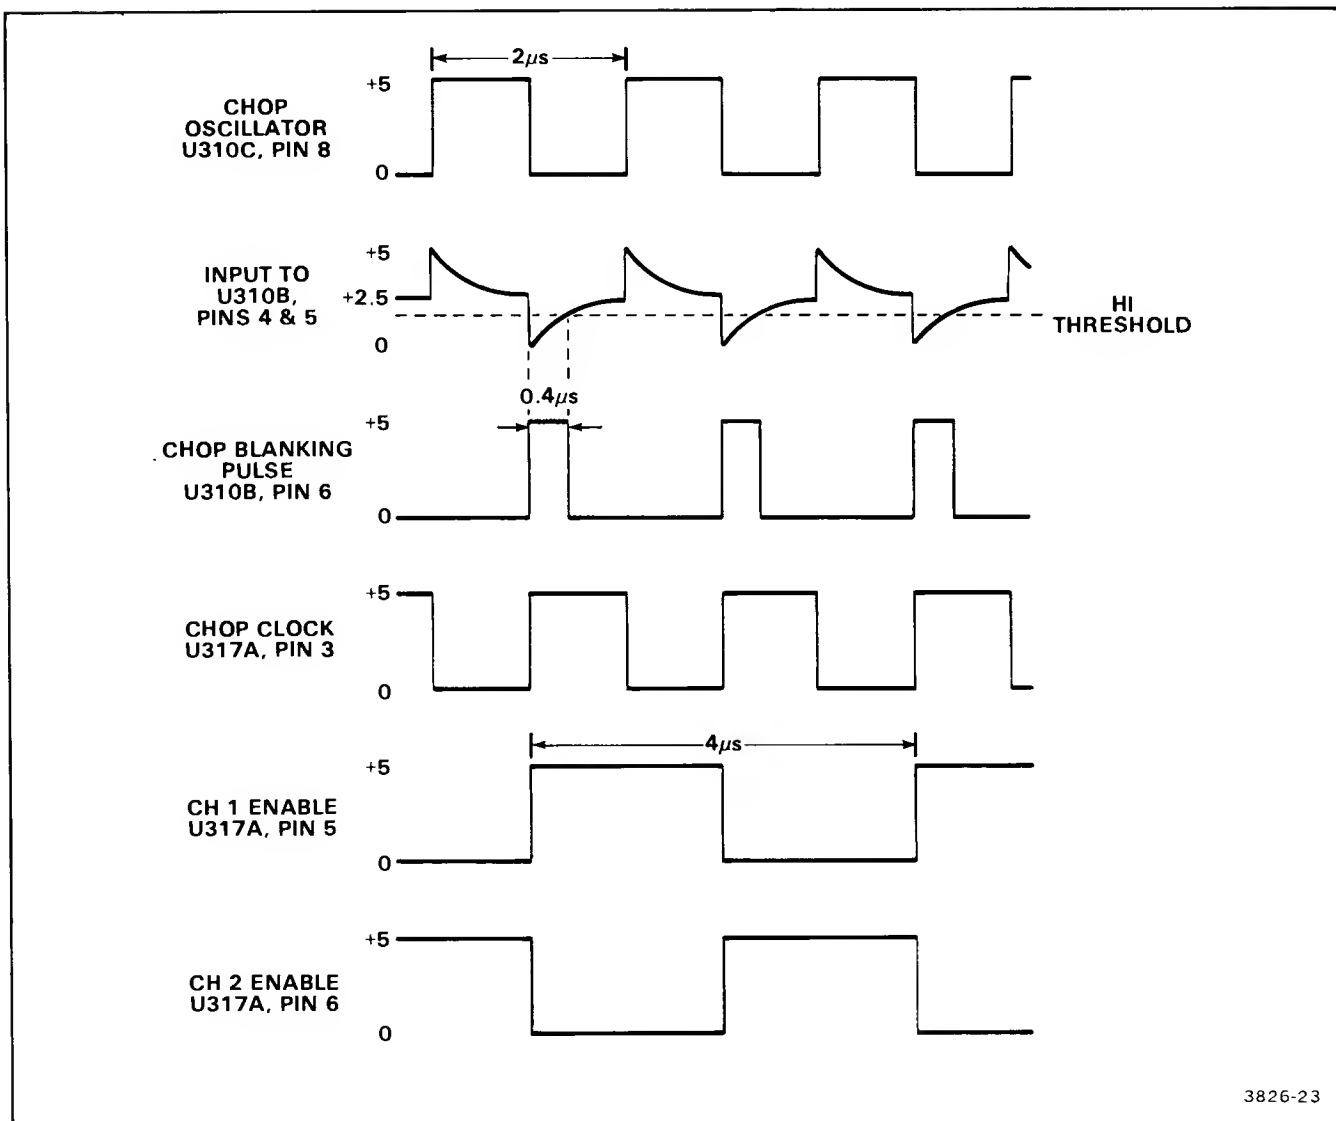 2μs
+5
CHOP
OSCILLATOR
U310C, PIN 8
0
+5
INPUT TO
U310B,
PINS 4 & 5
+2.5
0
HI
THRESHOLD
0.4μs
+5
CHOP BLANKING
PULSE
U310B, PIN 6
0
+5
CHOP CLOCK
U317A, PIN 3
0
4μs
+5
CH 1 ENABLE
U317A, PIN 5
0
+5
CH 2 ENABLE
U317A, PIN 6
0
3826-23